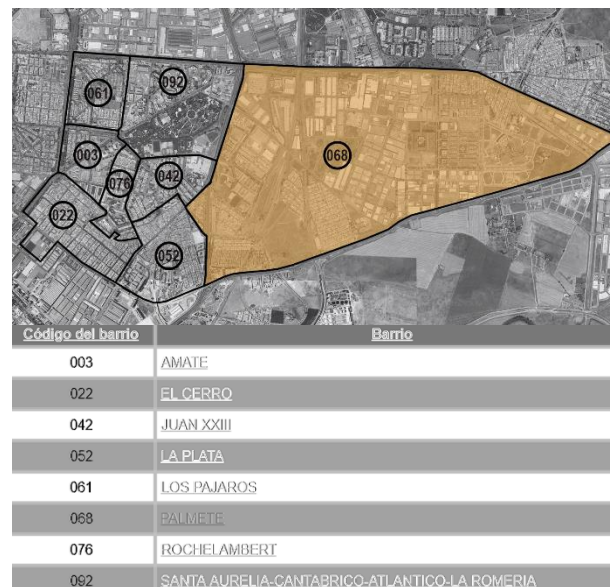 061
092
003
076
042
068
022
052
Código del barrio Barrio
003 AMATE
022 EL CERRO
042 JUAN XXIII
052 LA PLATA
061 LOS PAJAROS
068 PALMETE
076 ROCHELAMBERT
092 SANTA AURELIA-CANTABRICO-ATLANTICO-LA ROMERIA